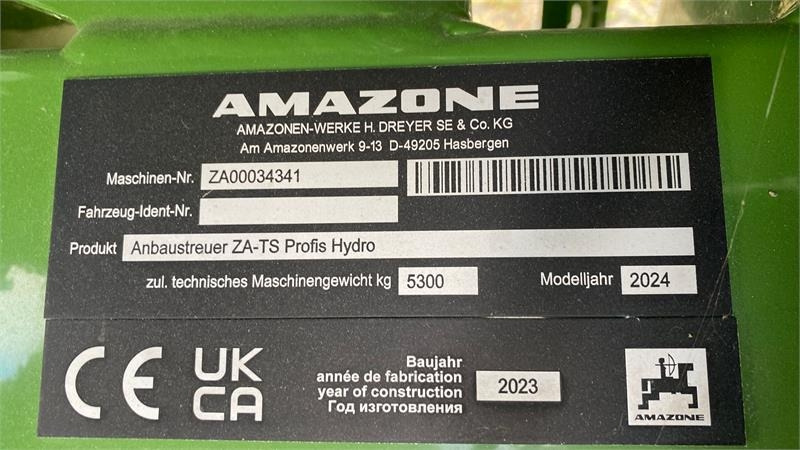 AMAZONE
AMAZONEN-WERKE H. DREYER SE & Co. KG
Am Amazonenwerk 9-13 D-49205 Hasbergen
Maschinen-Nr. ZA00034341
Fahrzeug-Ident-Nr.
Produkt Anbaustreuer ZA-TS Profis Hydro
zul. technisches Maschinengewicht kg 5300 Modelljahr 2024
CE UK CA
Baujahr
année de fabrication
year of construction 2023
Год изготовления
AMAZONE